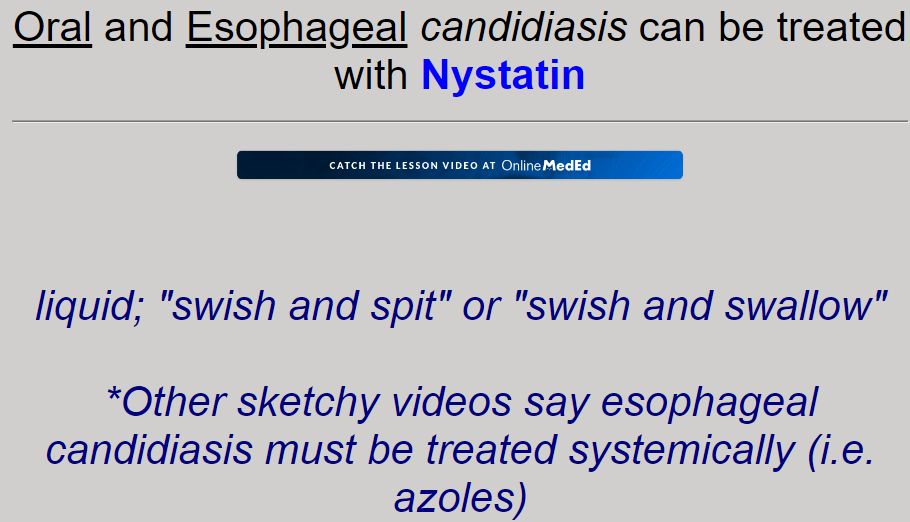 Oral and Esophageal candidiasis can be treated
with Nystatin
CATCH THE LESSON VIDEO AT OnlineMedEd
liquid; "swish and spit" or "swish and swallow"
*Other sketchy videos say esophageal
candidiasis must be treated systemically (i.e.
azoles)